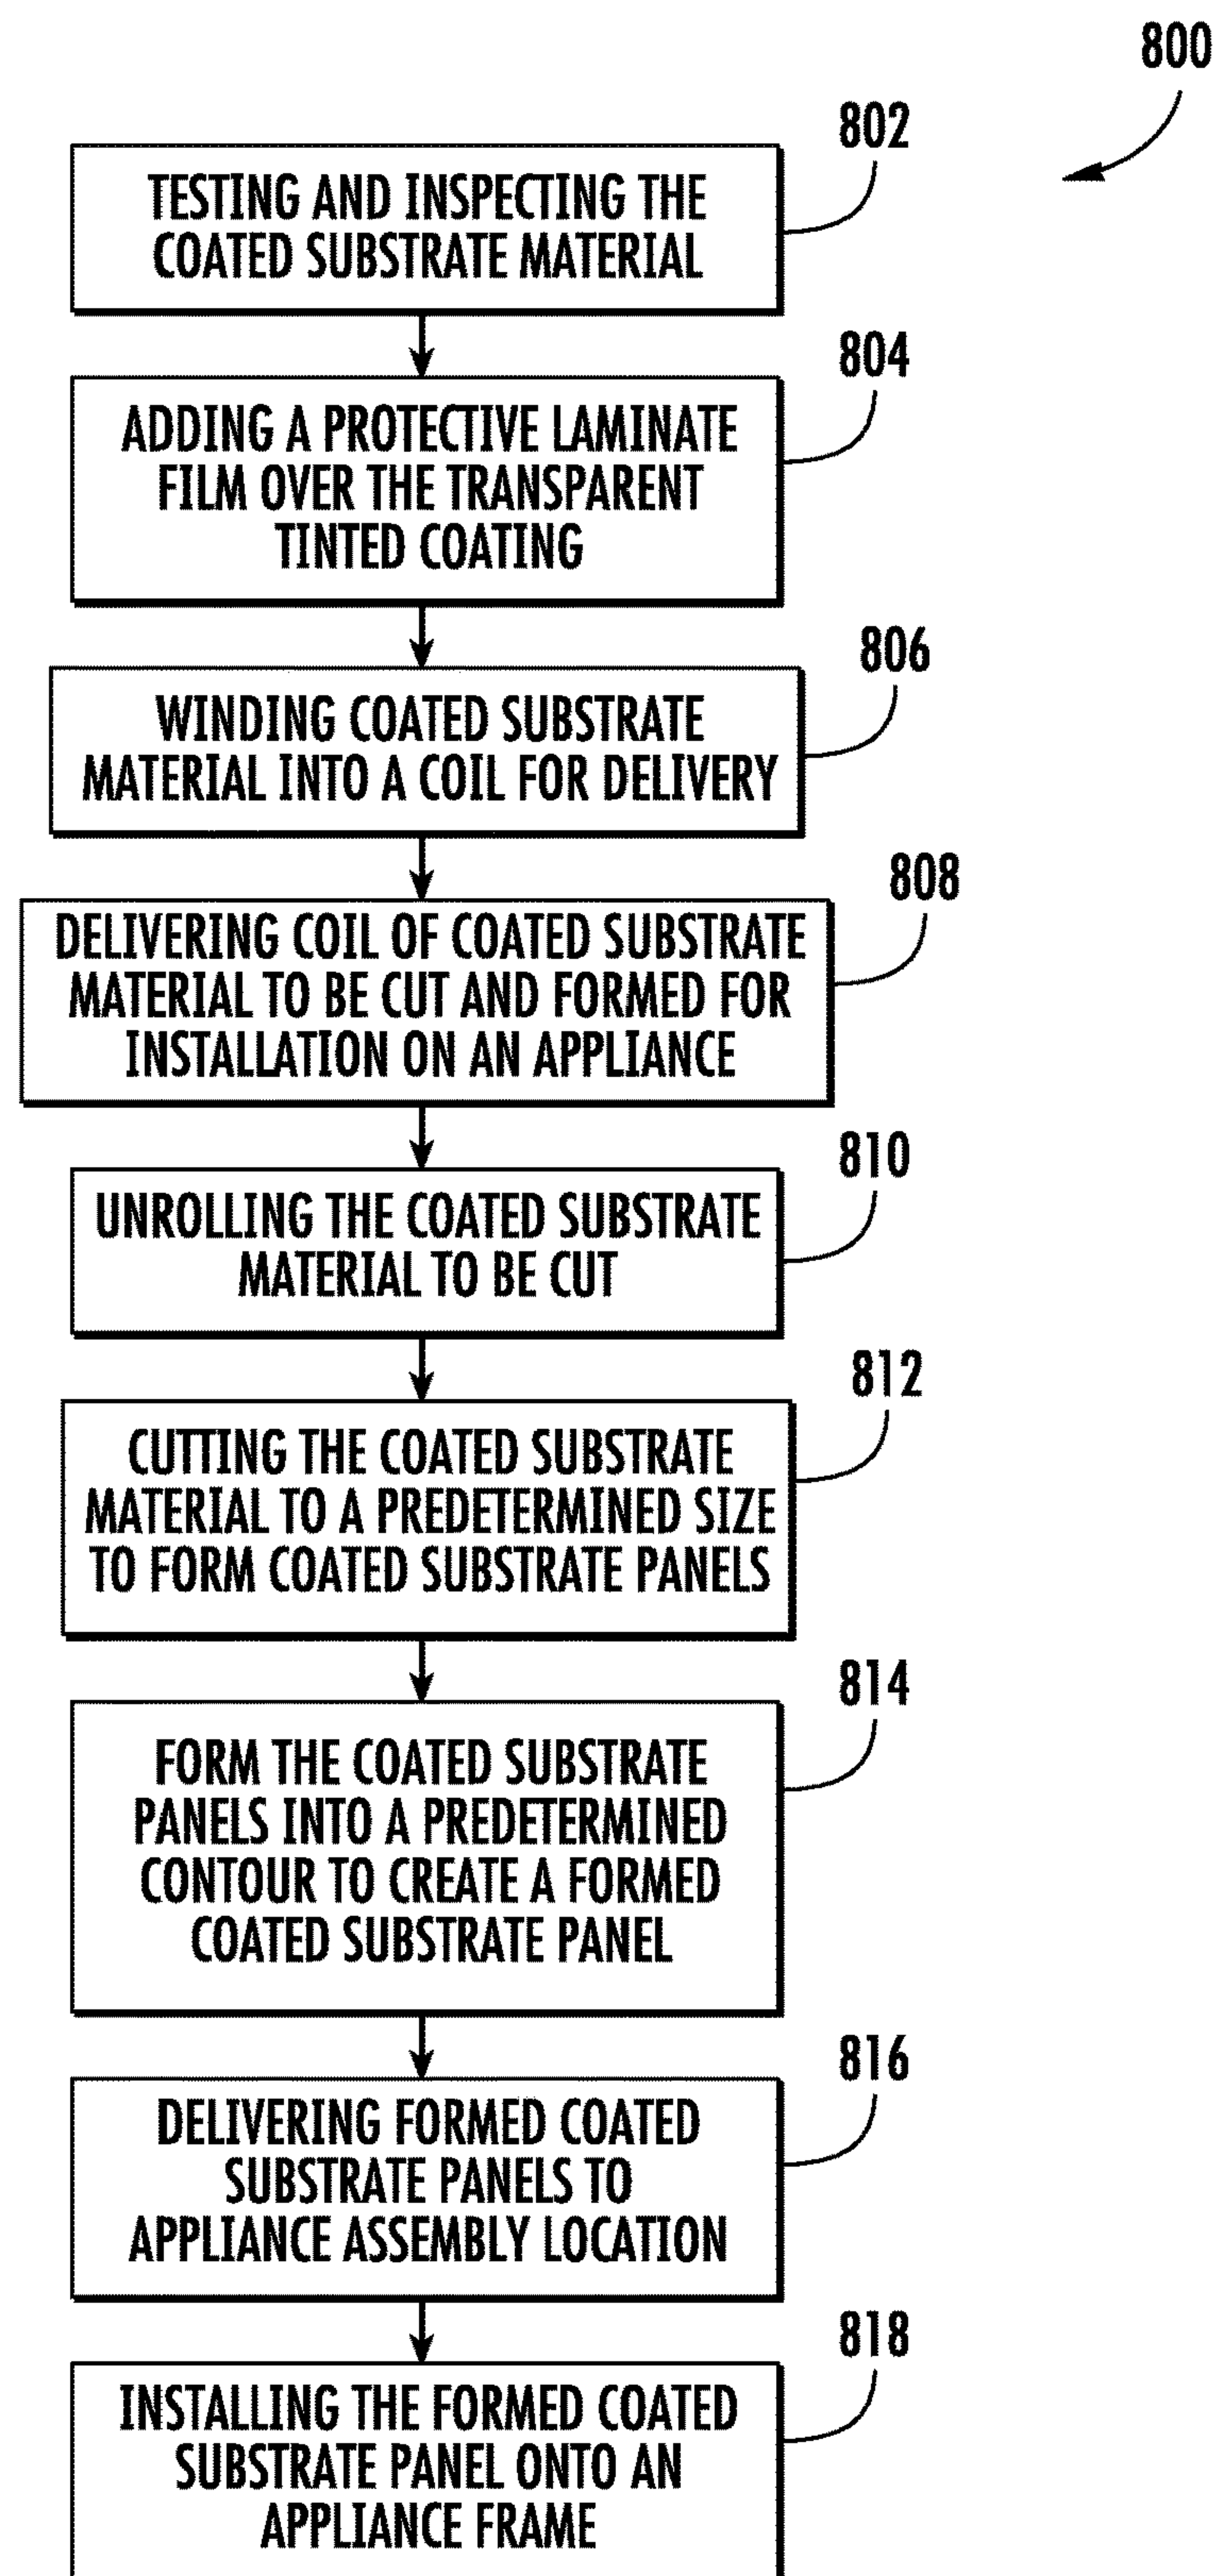 800
802
TESTING AND INSPECTING THE
COATED SUBSTRATE MATERIAL
804
ADDING A PROTECTIVE LAMINATE
FILM OVER THE TRANSPARENT
TINTED COATING
806
WINDING COATED SUBSTRATE
MATERIAL INTO A COIL FOR DELIVERY
808
DELIVERING COIL OF COATED SUBSTRATE
MATERIAL TO BE CUT AND FORMED FOR
INSTALLATION ON AN APPLIANCE
810
UNROLLING THE COATED SUBSTRATE
MATERIAL TO BE CUT
812
CUTTING THE COATED SUBSTRATE
MATERIAL TO A PREDETERMINED SIZE
TO FORM COATED SUBSTRATE PANELS
814
FORM THE COATED SUBSTRATE
PANELS INTO A PREDETERMINED
CONTOUR TO CREATE A FORMED
COATED SUBSTRATE PANEL
816
DELIVERING FORMED COATED
SUBSTRATE PANELS TO
APPLIANCE ASSEMBLY LOCATION
818
INSTALLING THE FORMED COATED
SUBSTRATE PANEL ONTO AN
APPLIANCE FRAME